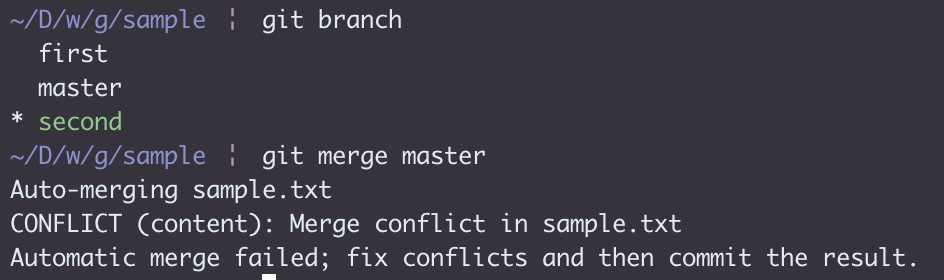 ~/D/w/g/sample ¦ git branch
  first
  master
* second
~/D/w/g/sample ¦ git merge master
Auto-merging sample.txt
CONFLICT (content): Merge conflict in sample.txt
Automatic merge failed; fix conflicts and then commit the result.